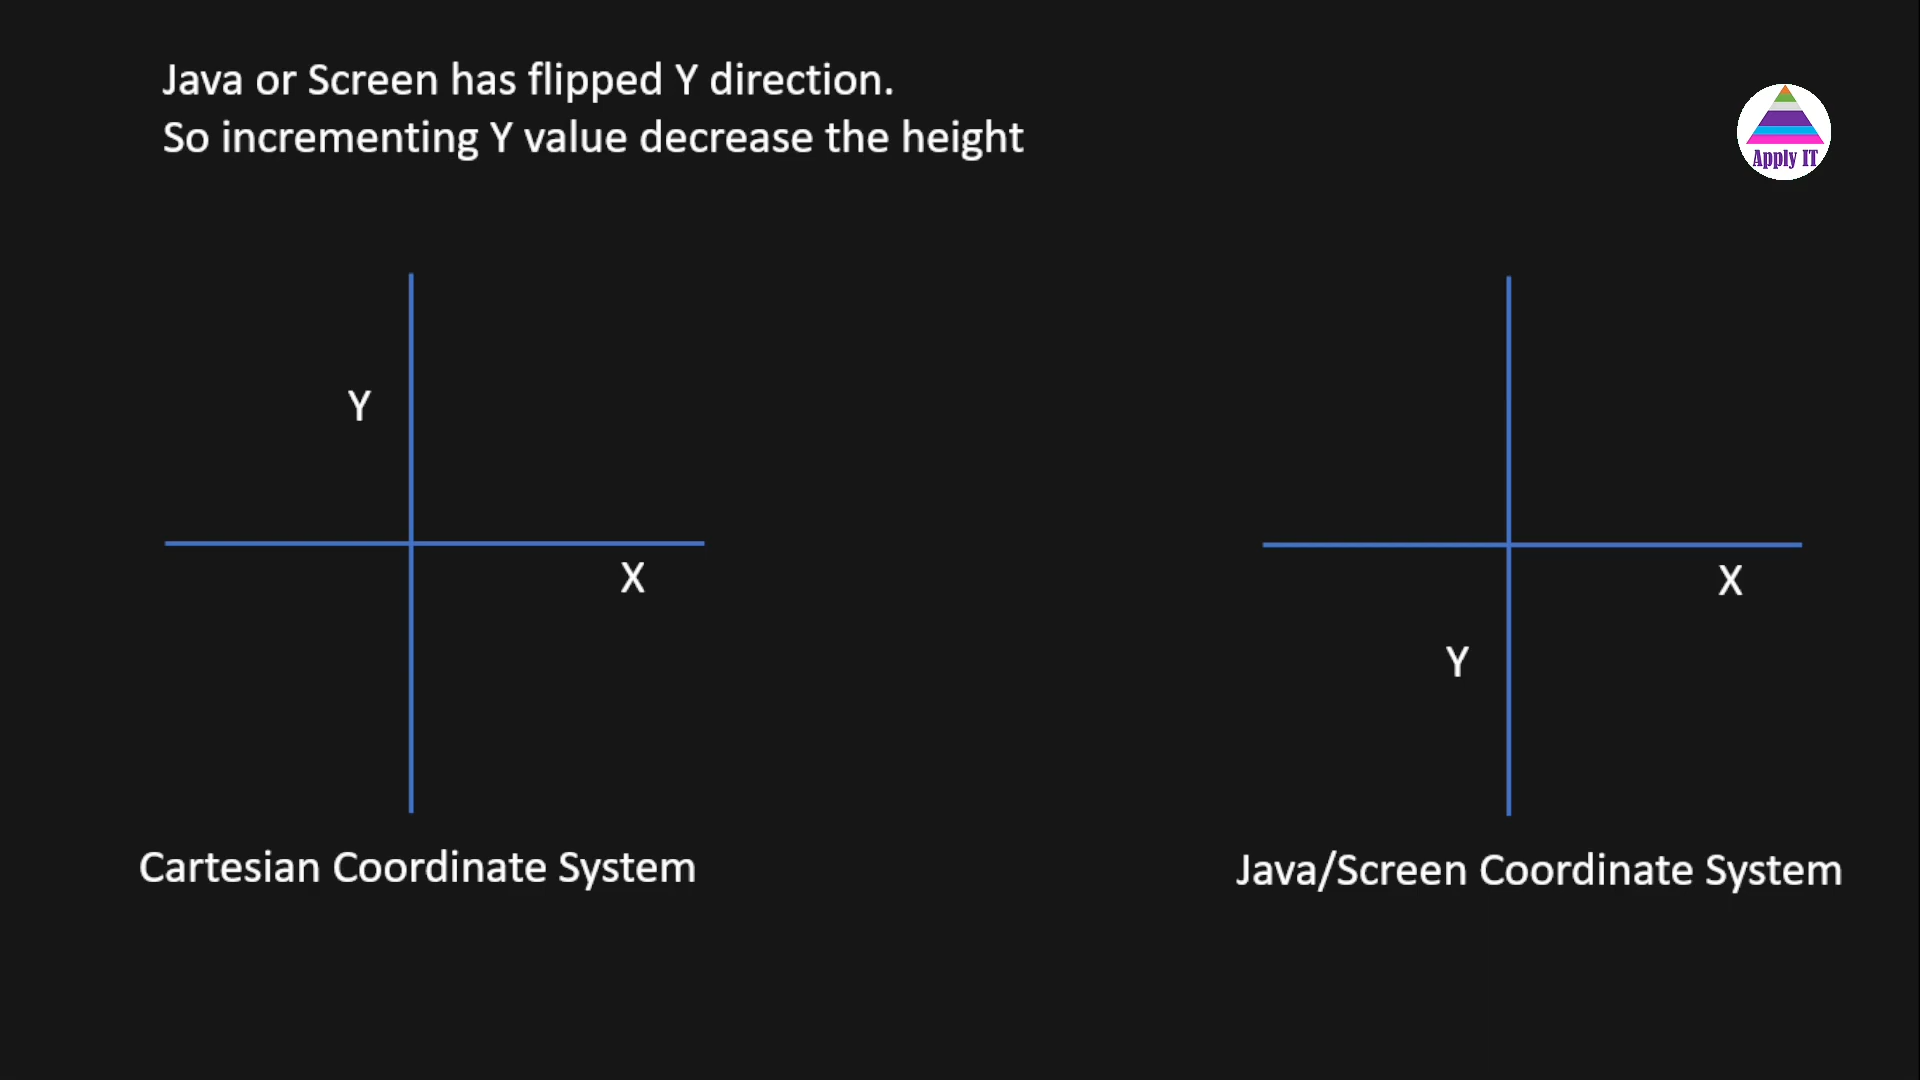 Java or Screen has flipped Y direction.
So incrementing Y value decrease the height
Apply IT
Y
X
X
Y
Cartesian Coordinate System
Java/Screen Coordinate System